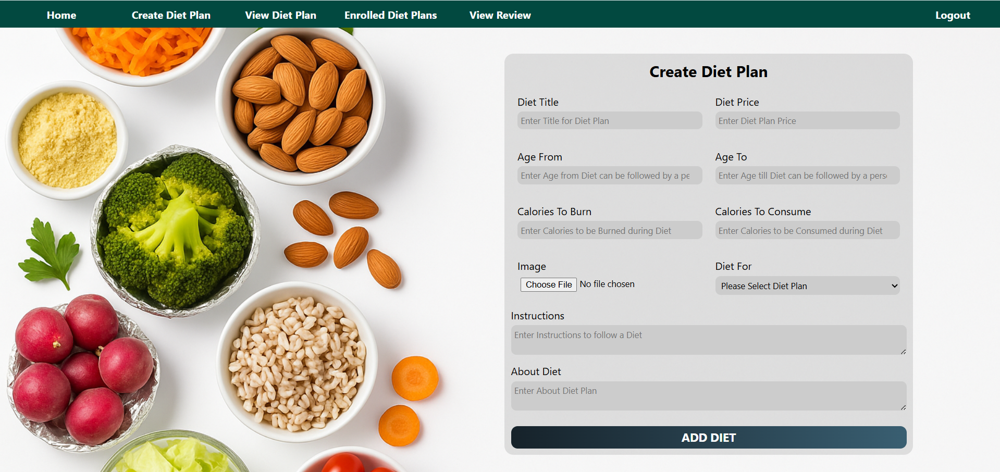 Home Create Diet Plan View Diet Plan Enrolled Diet Plans View Review Logout
Create Diet Plan
Diet Title Diet Price
Enter Title for Diet Plan Enter Diet Plan Price
Age From Age To
Enter Age from Diet can be followed by a pe Enter Age till Diet can be followed by a pers
Calories To Burn Calories To Consume
Enter Calories to be Burned during Diet Enter Calories to be Consumed during Diet
Image Diet For
Choose File No file chosen Please Select Diet Plan
Instructions
Enter Instructions to follow a Diet
About Diet
Enter About Diet Plan
ADD DIET